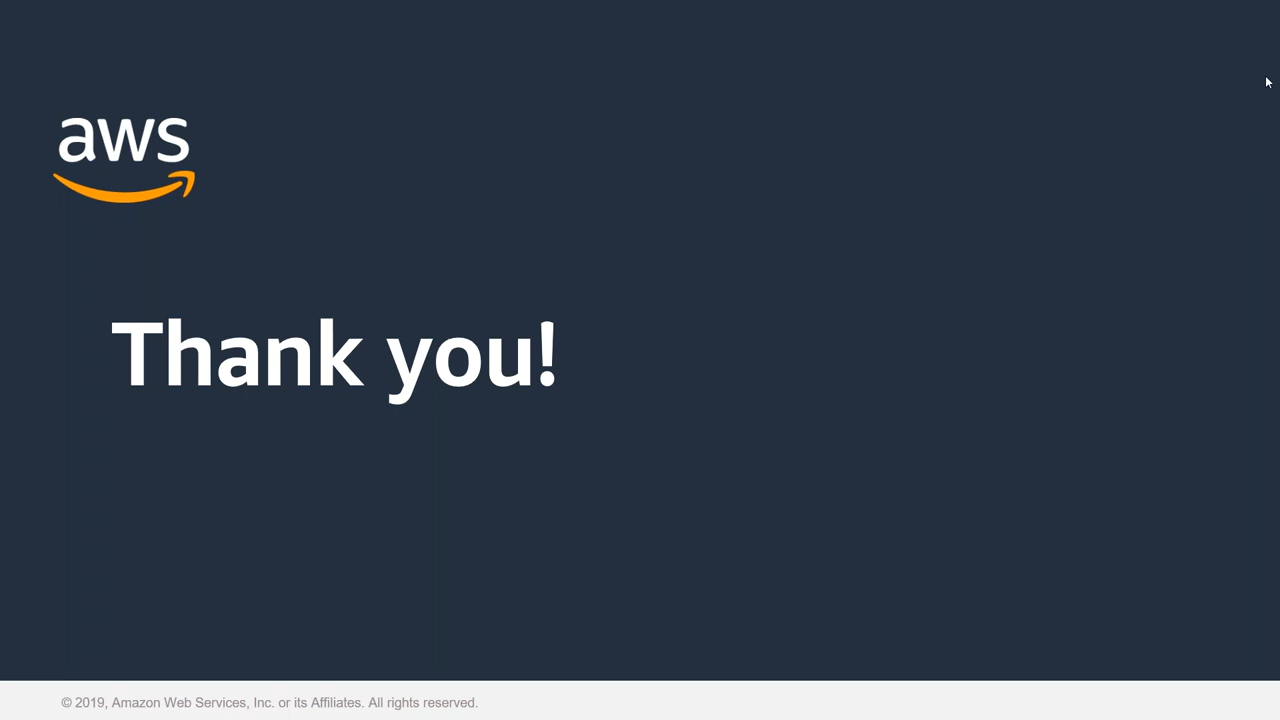 aws
Thank you!
© 2019, Amazon Web Services, Inc. or its Affiliates. All rights reserved.